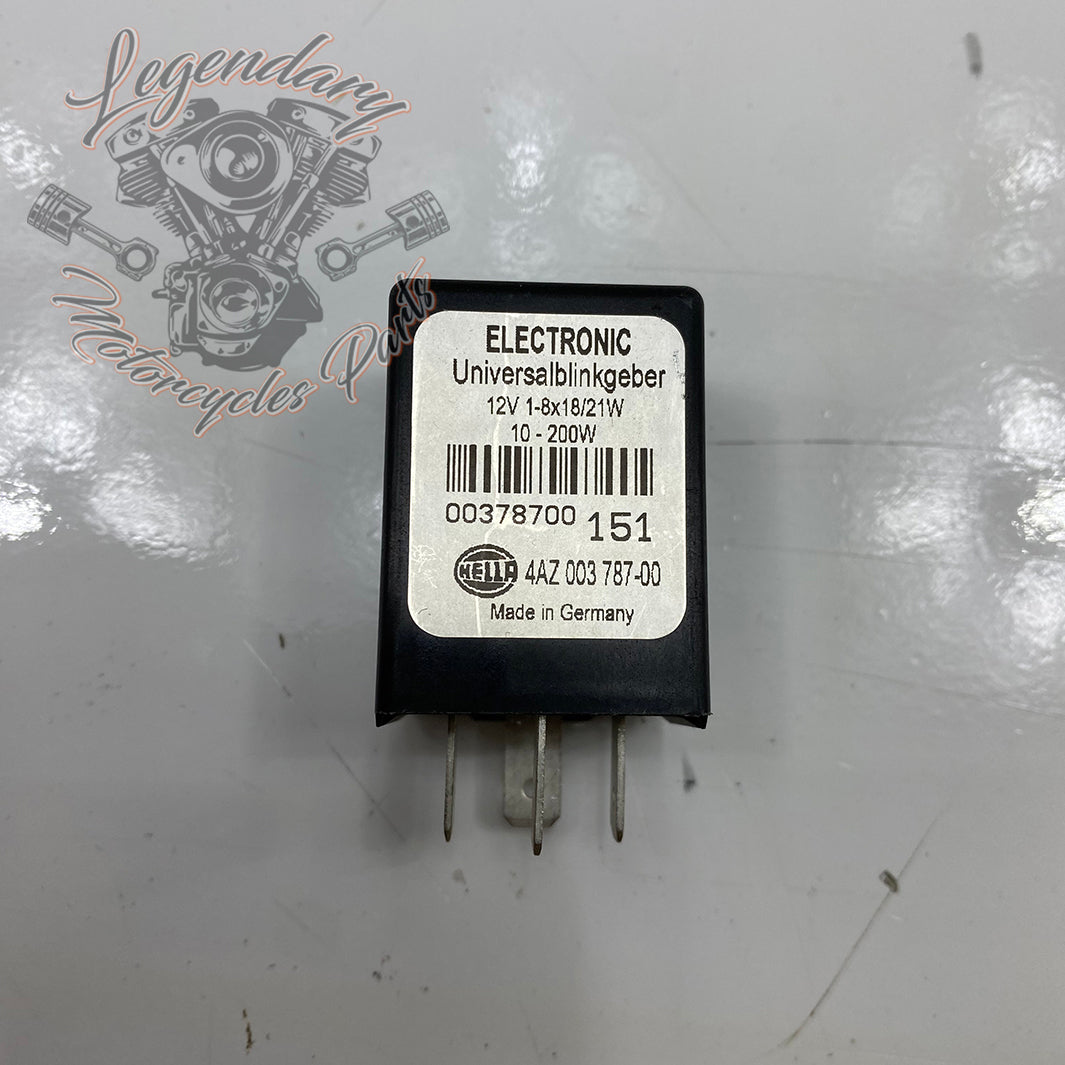 Legendary
Motorcycles Parts
ELECTRONIC
Universalblinkgeber
12V 1-8x18/21W
10 - 200W
00378700 151
HELLA 4AZ 003 787-00
Made in Germany